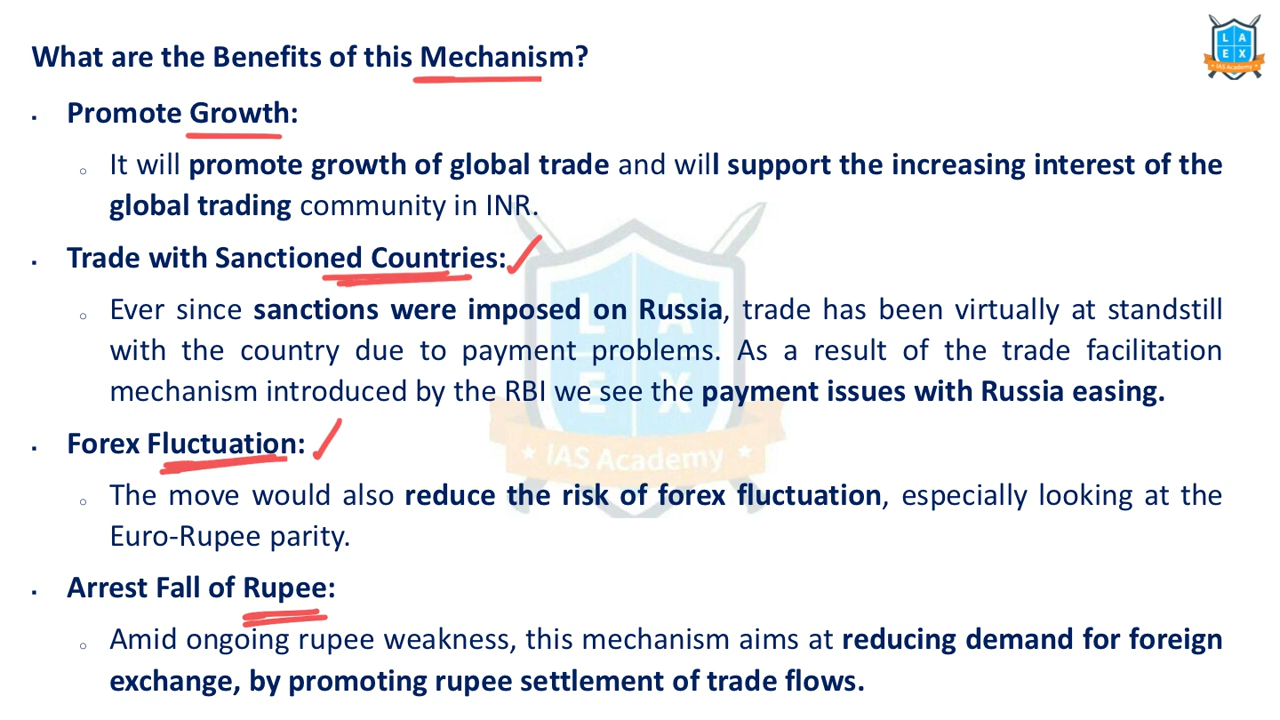 What are the Benefits of this Mechanism?
L A
E X
IAS Academy
▪ Promote Growth:
o It will promote growth of global trade and will support the increasing interest of the
global trading community in INR.
▪ Trade with Sanctioned Countries:
o Ever since sanctions were imposed on Russia, trade has been virtually at standstill
with the country due to payment problems. As a result of the trade facilitation
mechanism introduced by the RBI we see the payment issues with Russia easing.
▪ Forex Fluctuation:
L A
E X
IAS Academy
o The move would also reduce the risk of forex fluctuation, especially looking at the
Euro-Rupee parity.
▪ Arrest Fall of Rupee:
o Amid ongoing rupee weakness, this mechanism aims at reducing demand for foreign
exchange, by promoting rupee settlement of trade flows.